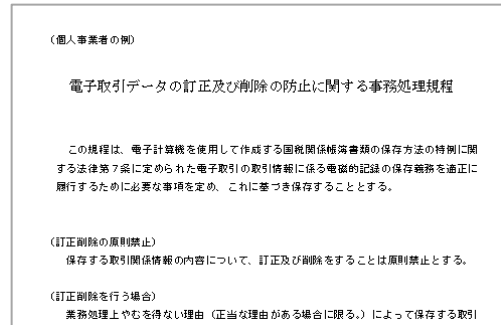 （個人事業者の例）
電子取引データの訂正及び削除の防止に関する事務処理規程
この規程は、電子計算機を使用して作成する国税関係帳簿書類の保存方法の特例に関
する法律第７条に定められた電子取引の取引情報に係る電磁的記録の保存義務を適正に
履行するために必要な事項を定め、これに基づき保存することとする。
（訂正削除の原則禁止）
保存する取引関係情報の内容について、訂正及び削除をすることは原則禁止とする。
（訂正削除を行う場合）
業務処理上やむを得ない理由（正当な理由がある場合に限る。）によって保存する取引